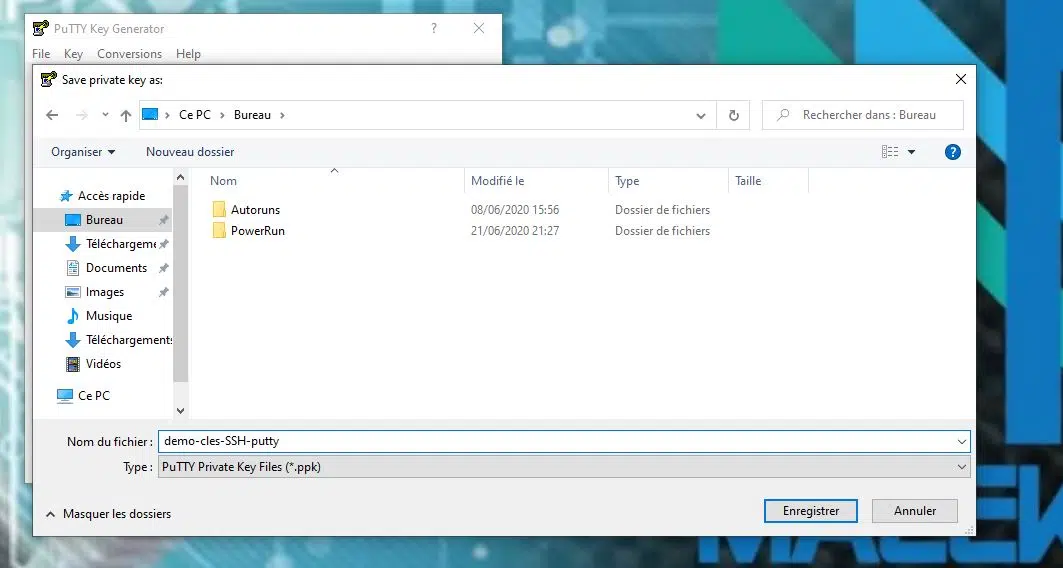 PuTTY Key Generator ?
File Key Conversions Help
Save private key as:
Ce PC > Bureau > Rechercher dans : Bureau
Organiser Nouveau dossier ?
Nom Modifié le Type Taille
Accès rapide
Bureau
Téléchargeme
Documents
Images
Musique
Téléchargements
Vidéos
Ce PC
Autoruns 08/06/2020 15:56 Dossier de fichiers
PowerRun 21/06/2020 21:27 Dossier de fichiers
Nom du fichier : demo-cles-SSH-putty
Type : PuTTY Private Key Files (*.ppk)
Masquer les dossiers Enregistrer Annuler